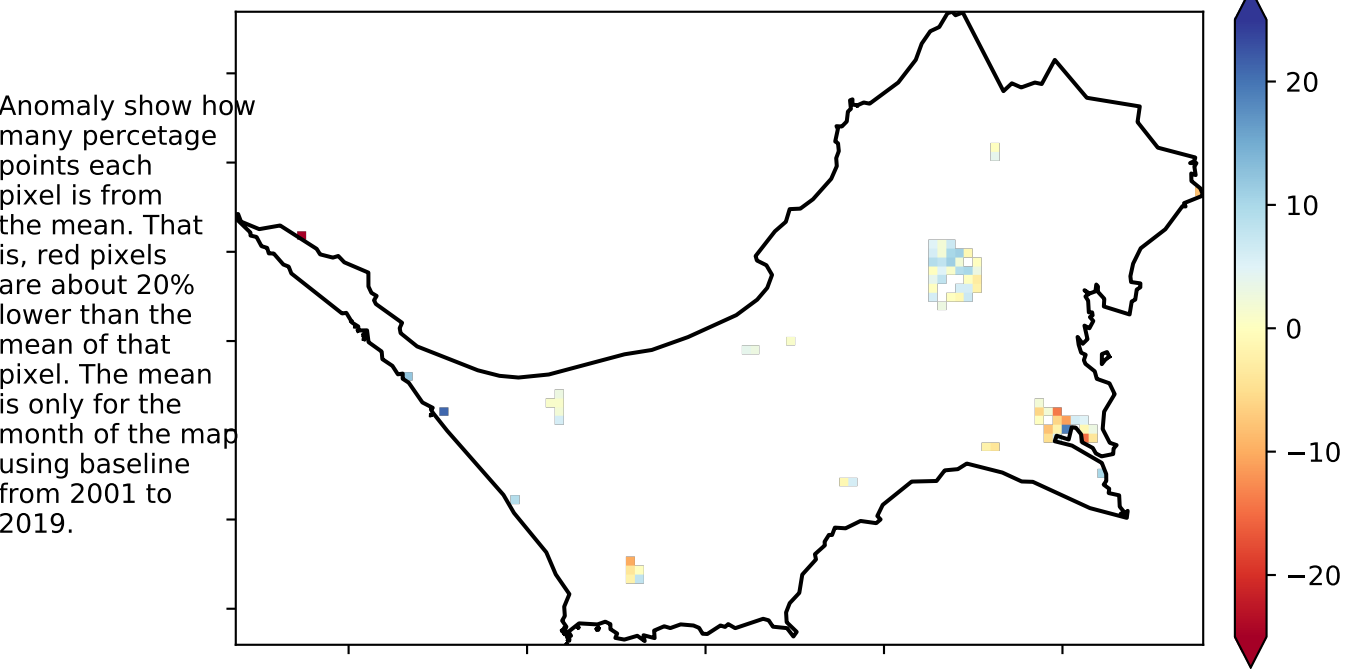 Anomaly show how
many percetage
points each
pixel is from
the mean. That
is, red pixels
are about 20%
lower than the
mean of that
pixel. The mean
is only for the
month of the map
using baseline
from 2001 to
2019.
20
10
0
−10
−20